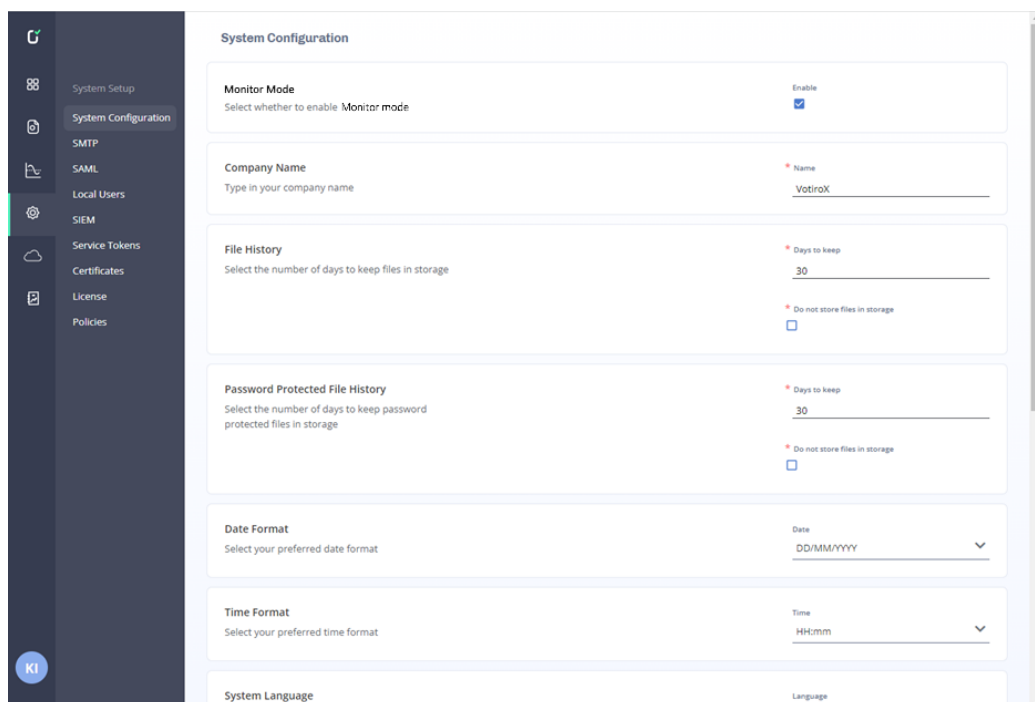 System Setup
System Configuration
SMTP
SAML
Local Users
SIEM
Service Tokens
Certificates
License
Policies
KI
System Configuration
Monitor Mode
Select whether to enable Monitor mode
Enable
Company Name
Type in your company name
* Name
VotiroX
File History
Select the number of days to keep files in storage
* Days to keep
30
* Do not store files in storage
Password Protected File History
Select the number of days to keep password
protected files in storage
* Days to keep
30
* Do not store files in storage
Date Format
Select your preferred date format
Date
DD/MM/YYYY
Time Format
Select your preferred time format
Time
HH:mm
System Language
Language